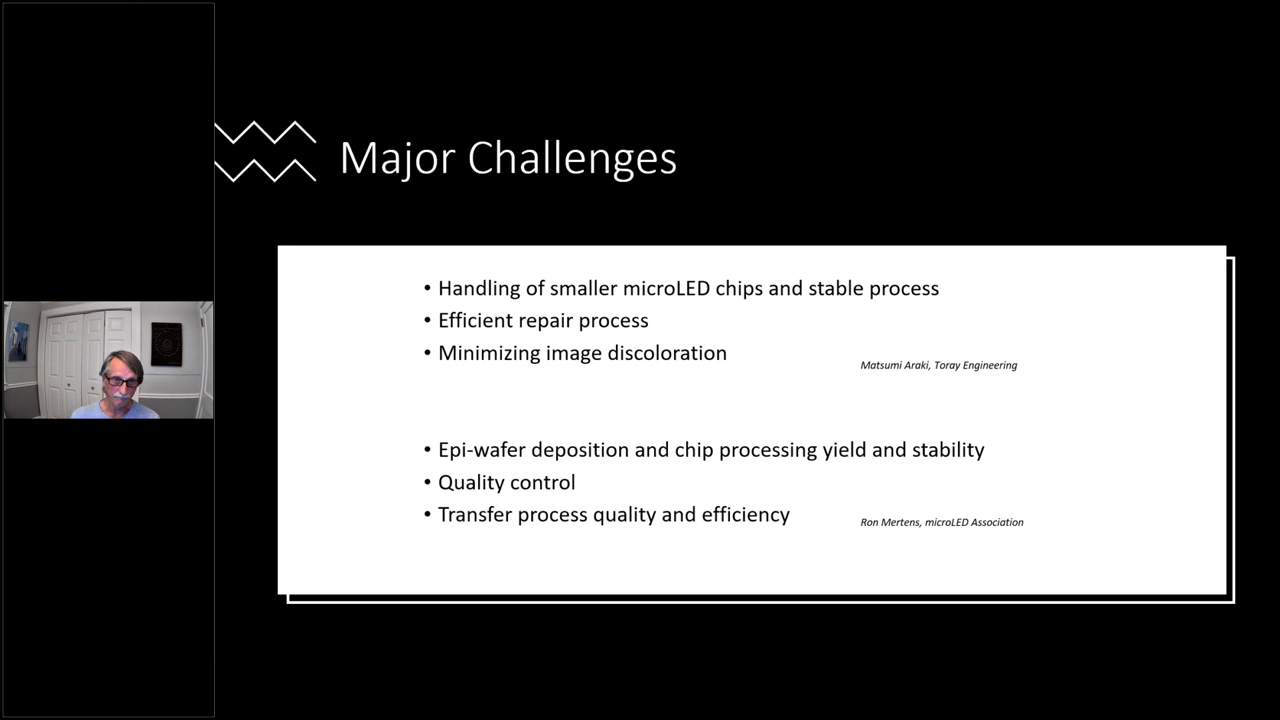 Major Challenges
• Handling of smaller microLED chips and stable process
• Efficient repair process
• Minimizing image discoloration
Matsumi Araki, Toray Engineering
• Epi-wafer deposition and chip processing yield and stability
• Quality control
• Transfer process quality and efficiency
Ron Mertens, microLED Association